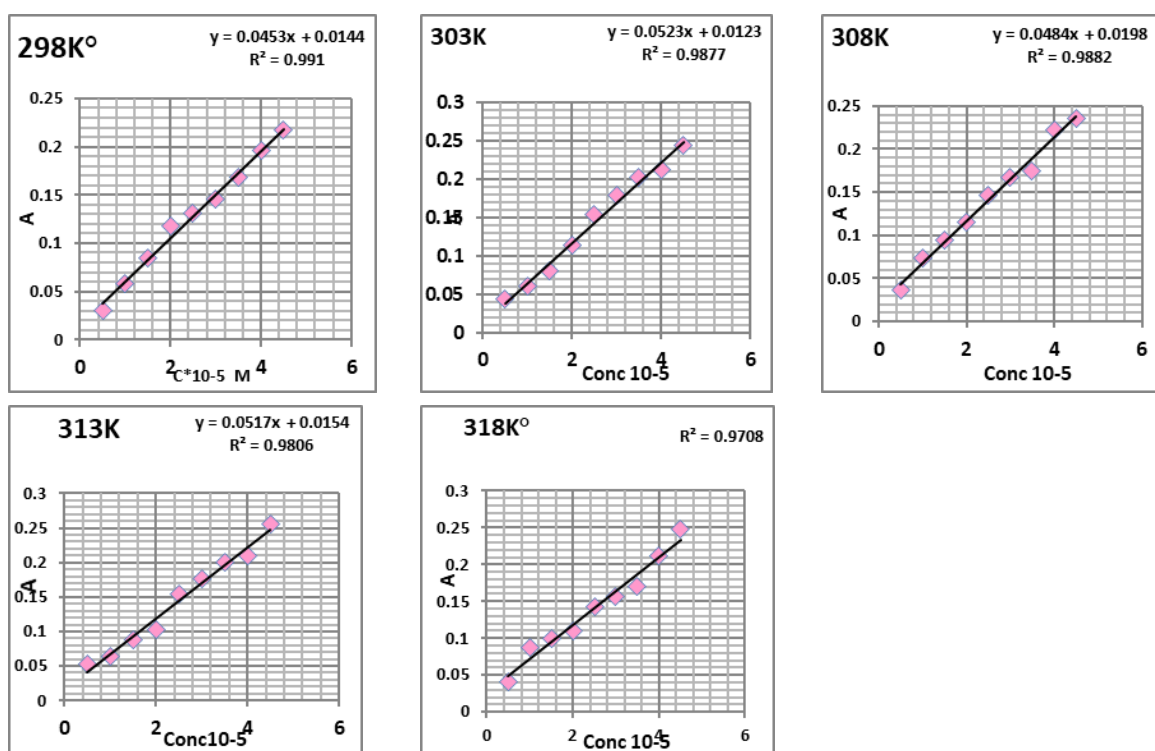 298K°
y = 0.0453x + 0.0144
R² = 0.991
0.25
0.2
0.15
0.1
0.05
0
A
0 2 4 6
C*10-5 M
303K
y = 0.0523x + 0.0123
R² = 0.9877
0.3
0.25
0.2
0.15
0.1
0.05
0
0 2 4 6
Conc 10-5
308K
y = 0.0484x + 0.0198
R² = 0.9882
0.25
0.2
0.15
0.1
0.05
0
A
0 2 4 6
Conc 10-5
313K
y = 0.0517x + 0.0154
R² = 0.9806
0.3
0.25
0.2
0.15
0.1
0.05
0
A
0 2 4 6
Conc10-5
318K°
R² = 0.9708
0.3
0.25
0.2
0.15
0.1
0.05
0
A
0 2 4 6
Conc 10-5